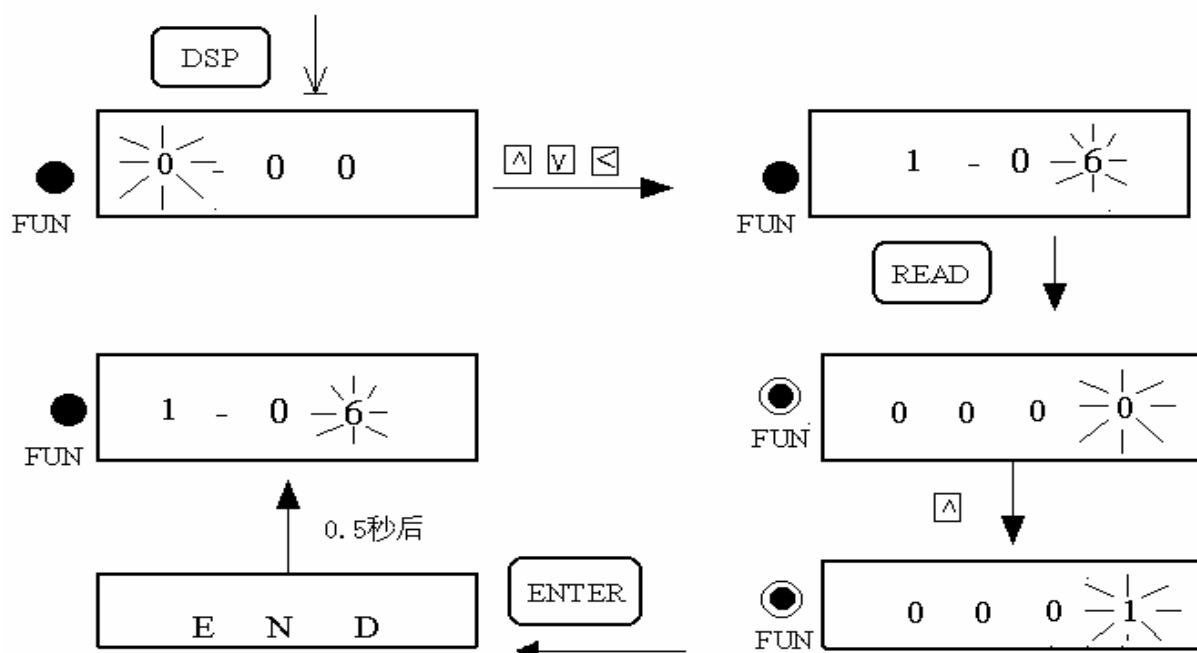 DSP
0 - 0 0
FUN
∧ ∨ <
1 - 0 6
FUN
READ
0 0 0 0
FUN
∧
0 0 0 1
FUN
ENTER
E N D
0.5秒后
1 - 0 6
FUN